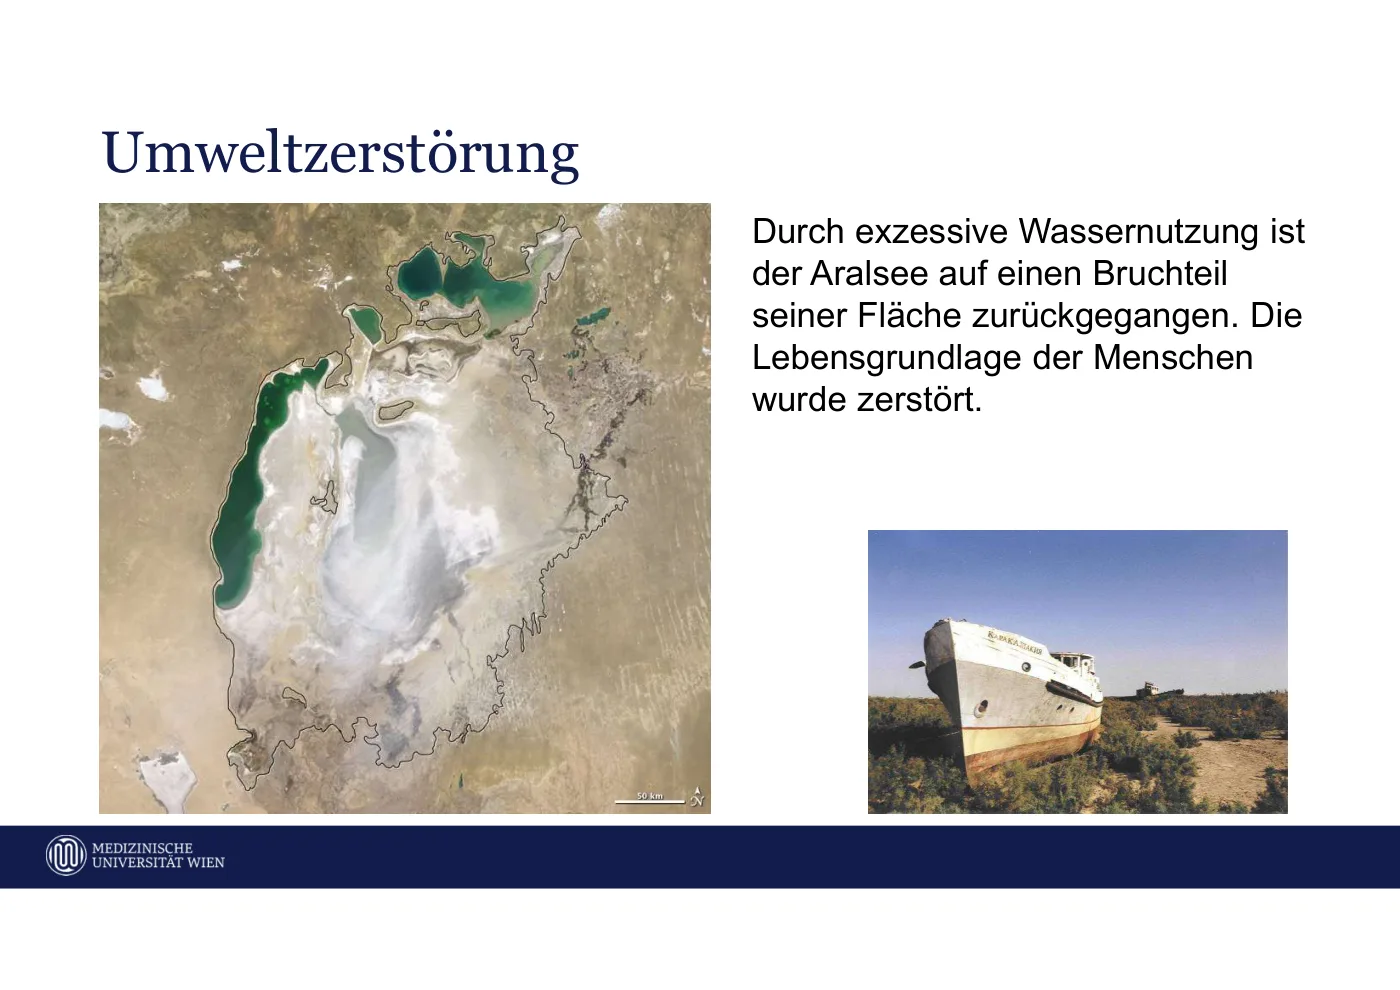 Umweltzerstörung
Durch exzessive Wassernutzung ist
der Aralsee auf einen Bruchteil
seiner Fläche zurückgegangen. Die
Lebensgrundlage der Menschen
wurde zerstört.
50 km
N
MEDIZINISCHE
UNIVERSITÄT WIEN